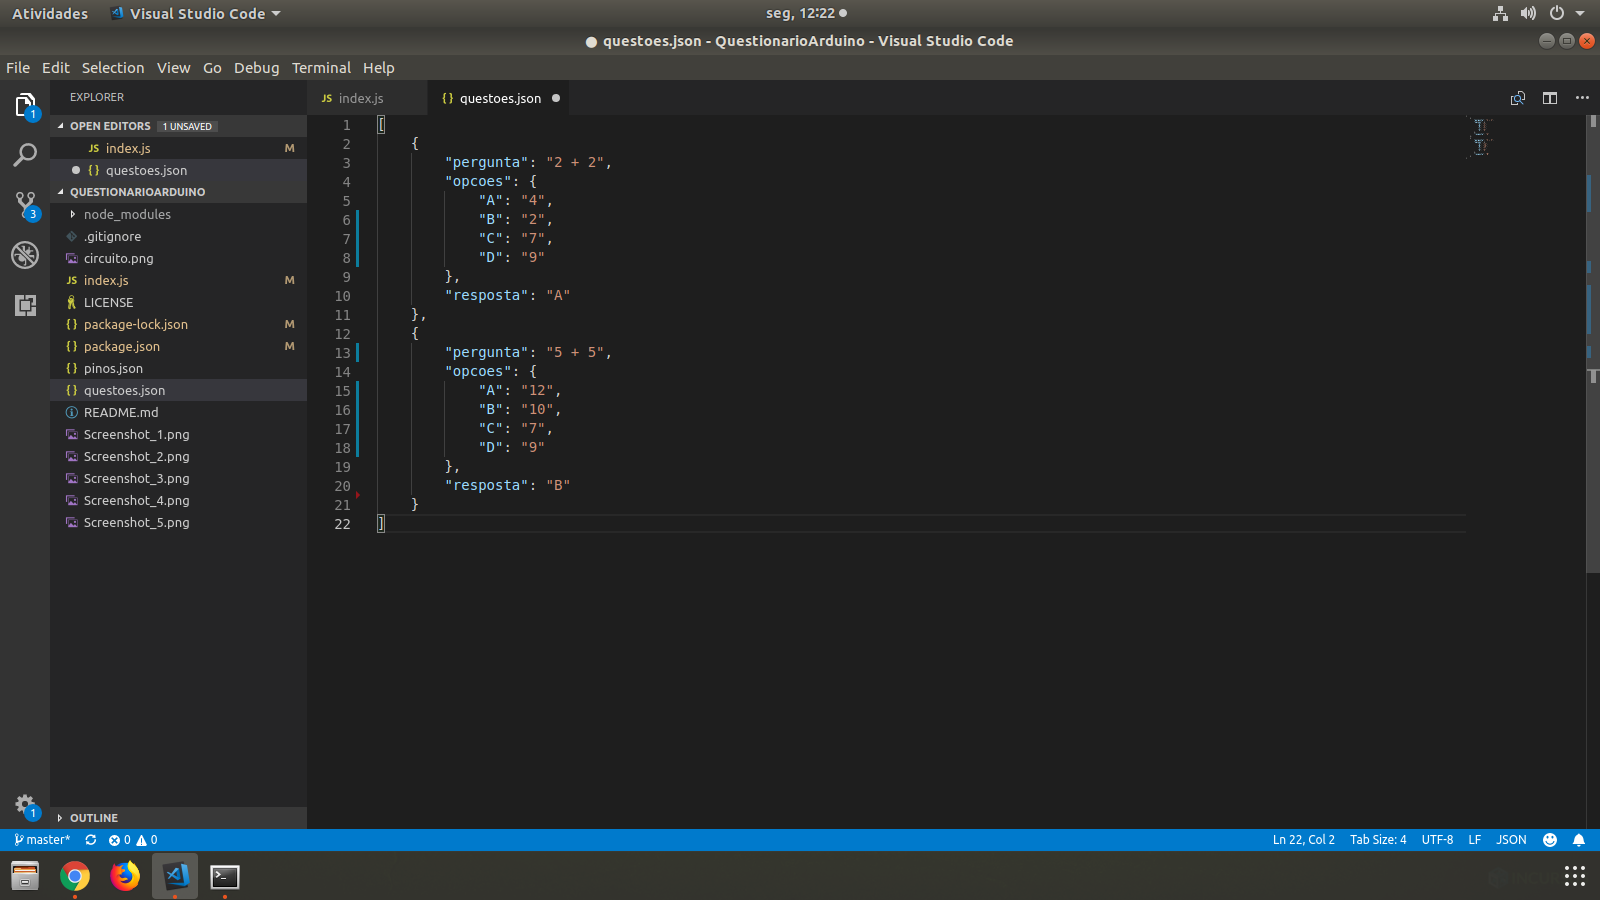 Atividades Visual Studio Code seg, 12:22
questoes.json - QuestionarioArduino - Visual Studio Code
File Edit Selection View Go Debug Terminal Help
EXPLORER
OPEN EDITORS 1 UNSAVED
JS index.js M
{ } questoes.json
QUESTIONARIOARDUINO
node_modules
.gitignore
circuito.png
JS index.js M
LICENSE
{ } package-lock.json M
{ } package.json M
{ } pinos.json
{ } questoes.json
README.md
Screenshot_1.png
Screenshot_2.png
Screenshot_3.png
Screenshot_4.png
Screenshot_5.png
OUTLINE
1
3
1
JS index.js { } questoes.json
1 [
2 {
3 "pergunta": "2 + 2",
4 "opcoes": {
5 "A": "4",
6 "B": "2",
7 "C": "7",
8 "D": "9"
9 },
10 "resposta": "A"
11 },
12 {
13 "pergunta": "5 + 5",
14 "opcoes": {
15 "A": "12",
16 "B": "10",
17 "C": "7",
18 "D": "9"
19 },
20 "resposta": "B"
21 }
22 ]
master* 0 0 Ln 22, Col 2 Tab Size: 4 UTF-8 LF JSON